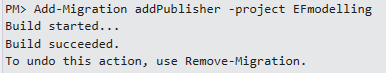 PM> Add-Migration addPublisher -project EFmodelling
Build started...
Build succeeded.
To undo this action, use Remove-Migration.